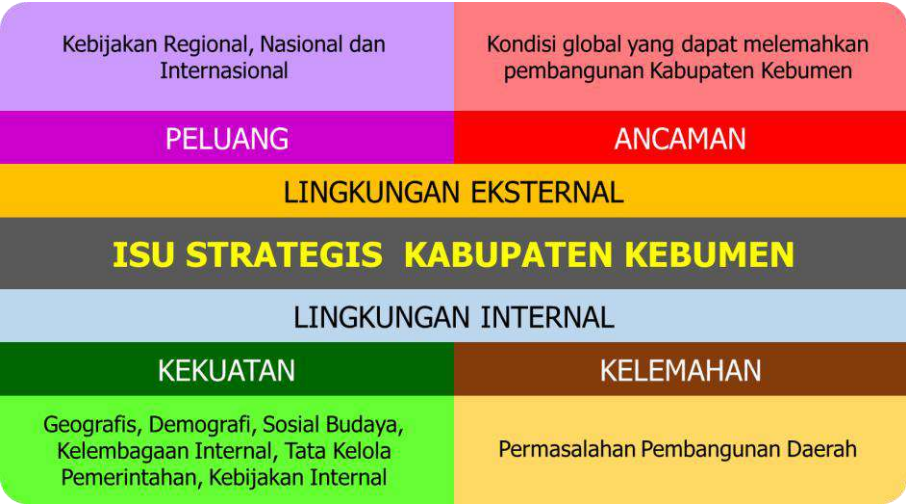 Kebijakan Regional, Nasional dan
Internasional
Kondisi global yang dapat melemahkan
pembangunan Kabupaten Kebumen
PELUANG
ANCAMAN
LINGKUNGAN EKSTERNAL
ISU STRATEGIS KABUPATEN KEBUMEN
LINGKUNGAN INTERNAL
KEKUATAN
KELEMAHAN
Geografis, Demografi, Sosial Budaya,
Kelembagaan Internal, Tata Kelola
Pemerintahan, Kebijakan Internal
Permasalahan Pembangunan Daerah